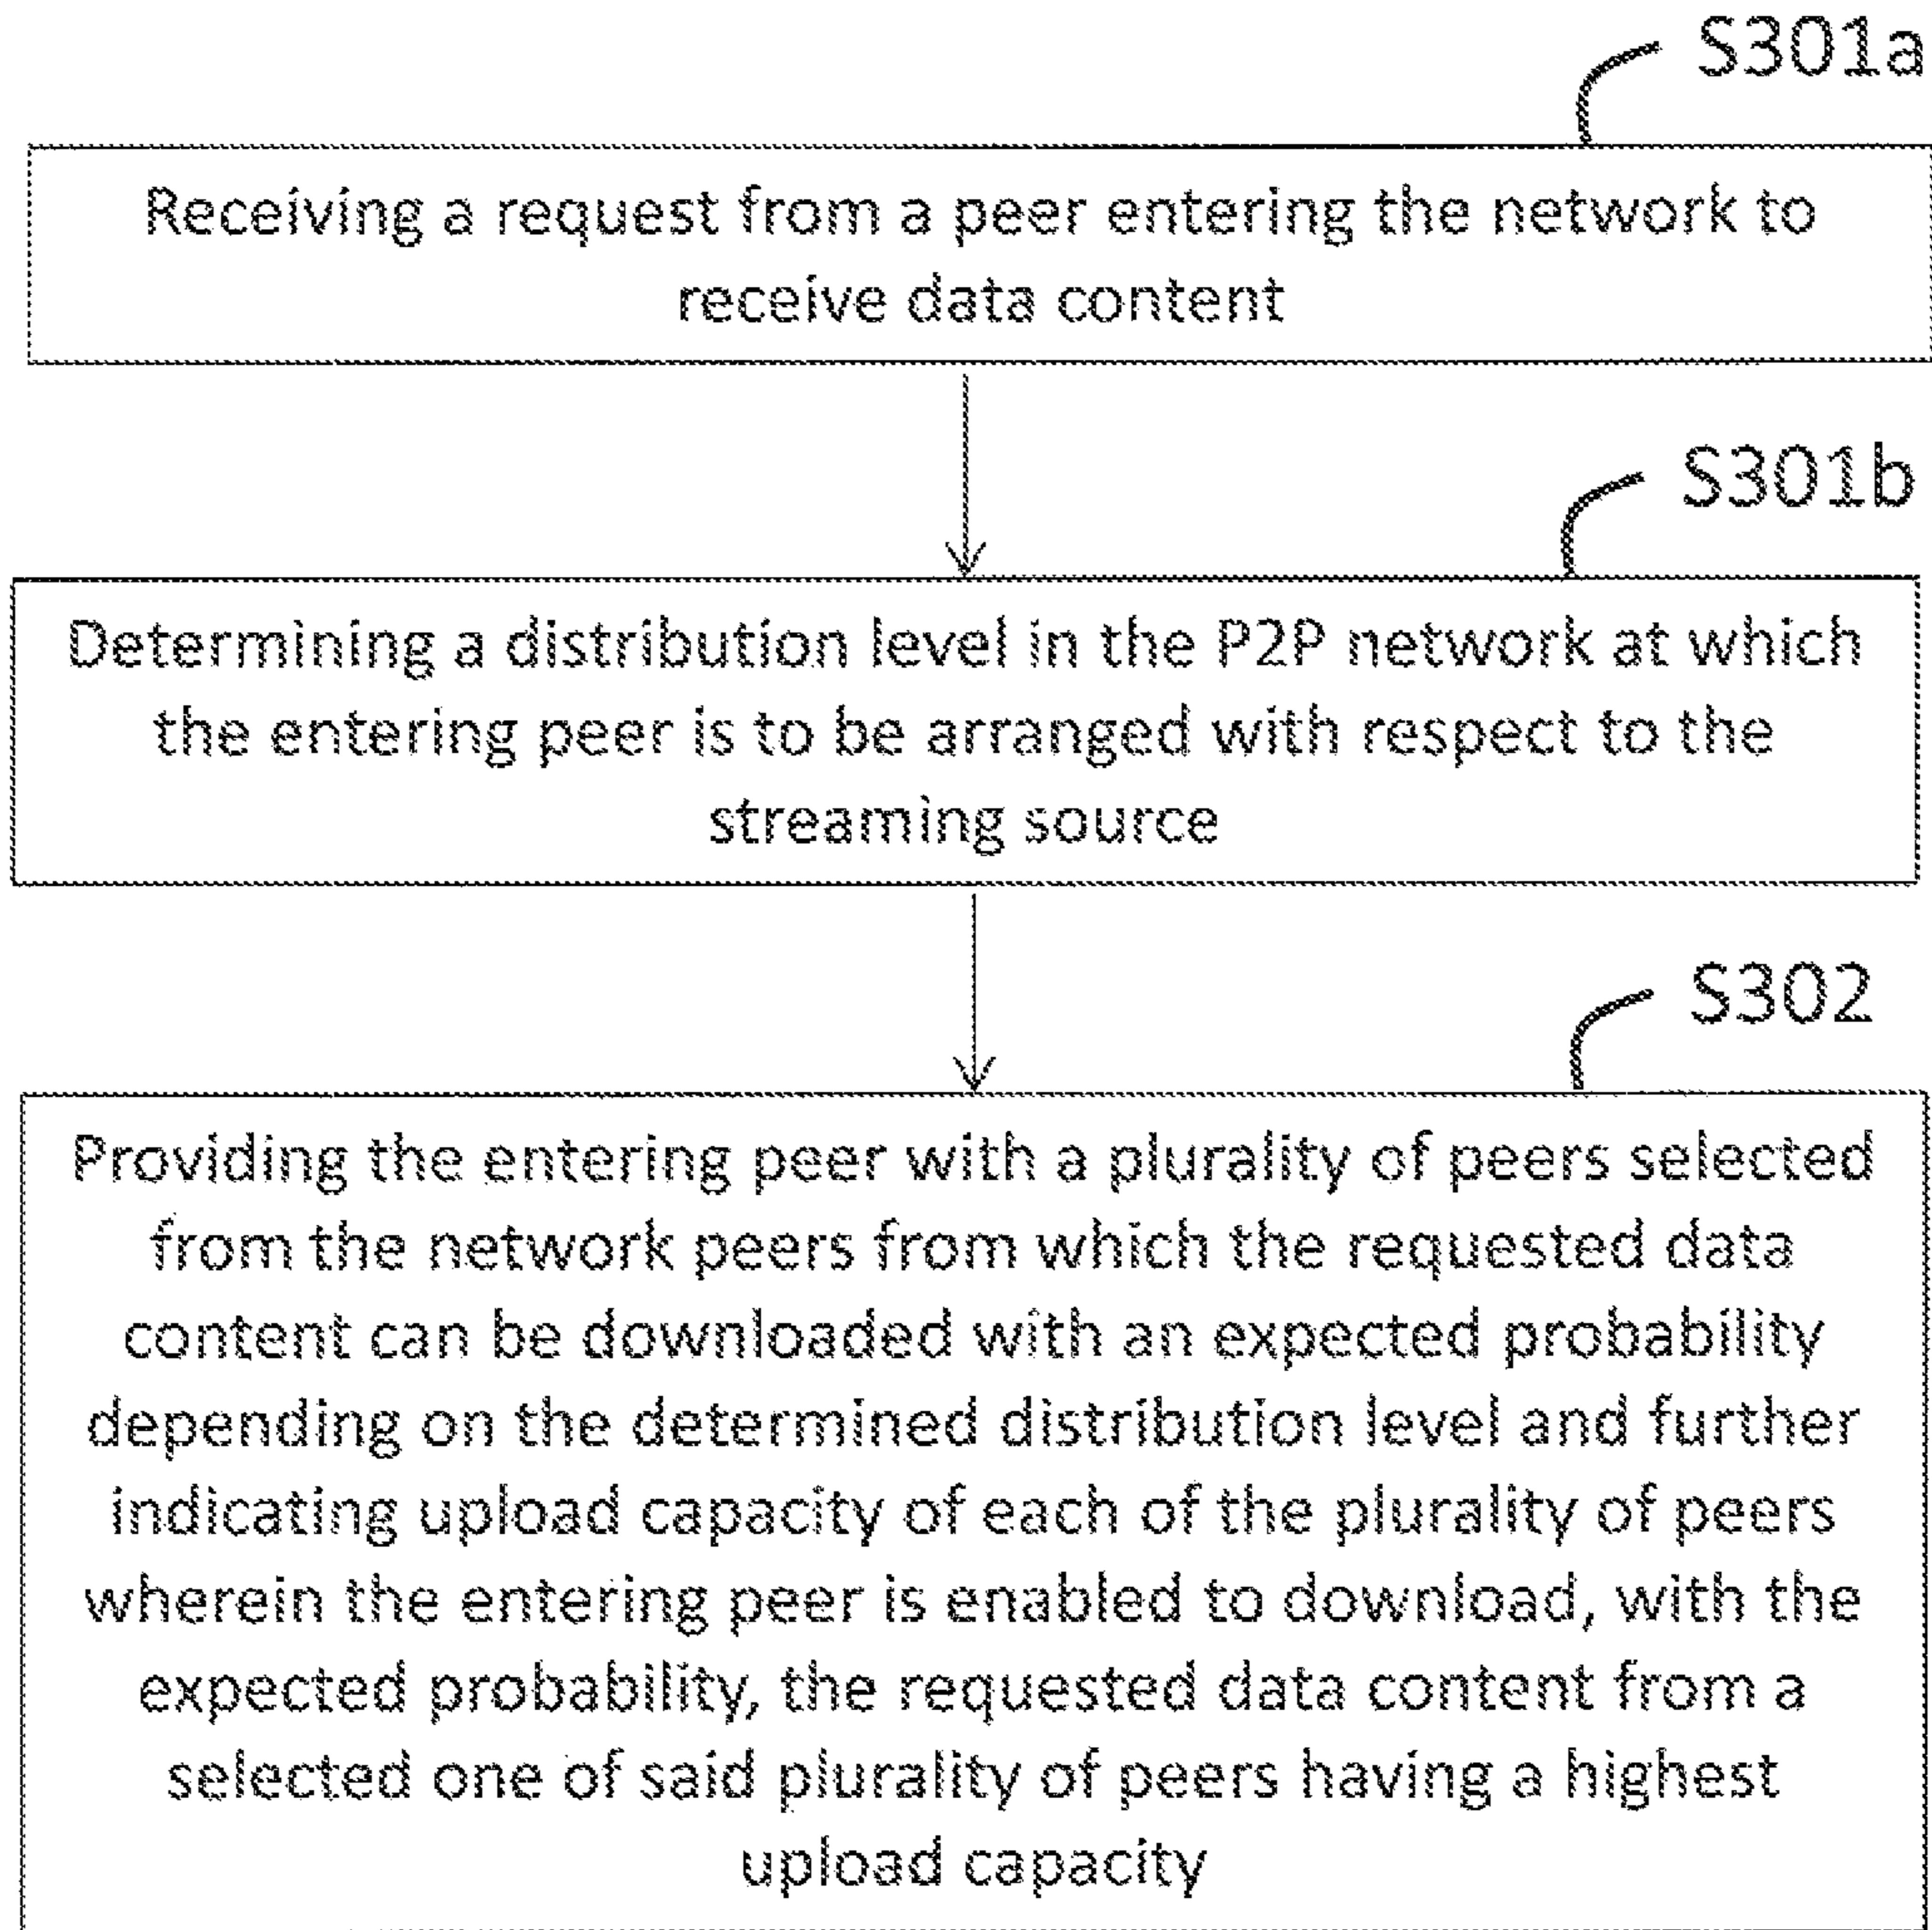 S301a
Receiving a request from a peer entering the network to
receive data content
S301b
Determining a distribution level in the P2P network at which
the entering peer is to be arranged with respect to the
streaming source
S302
Providing the entering peer with a plurality of peers selected
from the network peers from which the requested data
content can be downloaded with an expected probability
depending on the determined distribution level and further
indicating upload capacity of each of the plurality of peers
wherein the entering peer is enabled to download, with the
expected probability, the requested data content from a
selected one of said plurality of peers having a highest
upload capacity